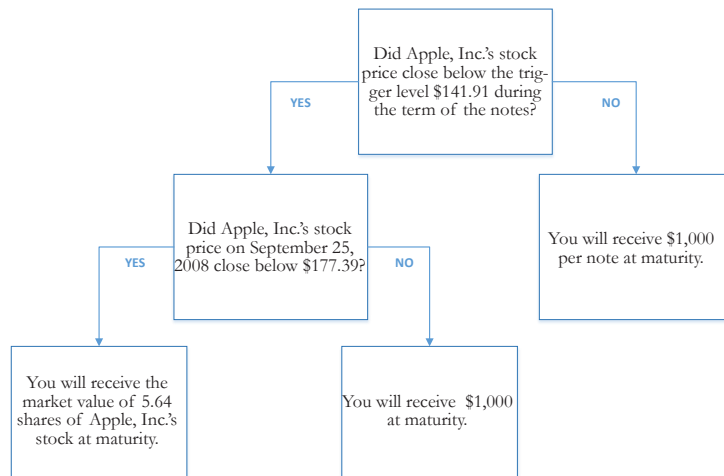 Did Apple, Inc.'s stock
price close below the trig-
ger level $141.91 during
the term of the notes?
YES
NO
Did Apple, Inc.'s stock
price on September 25,
2008 close below $177.39?
You will receive $1,000
per note at maturity.
YES
NO
You will receive the
market value of 5.64
shares of Apple, Inc.'s
stock at maturity.
You will receive $1,000
at maturity.